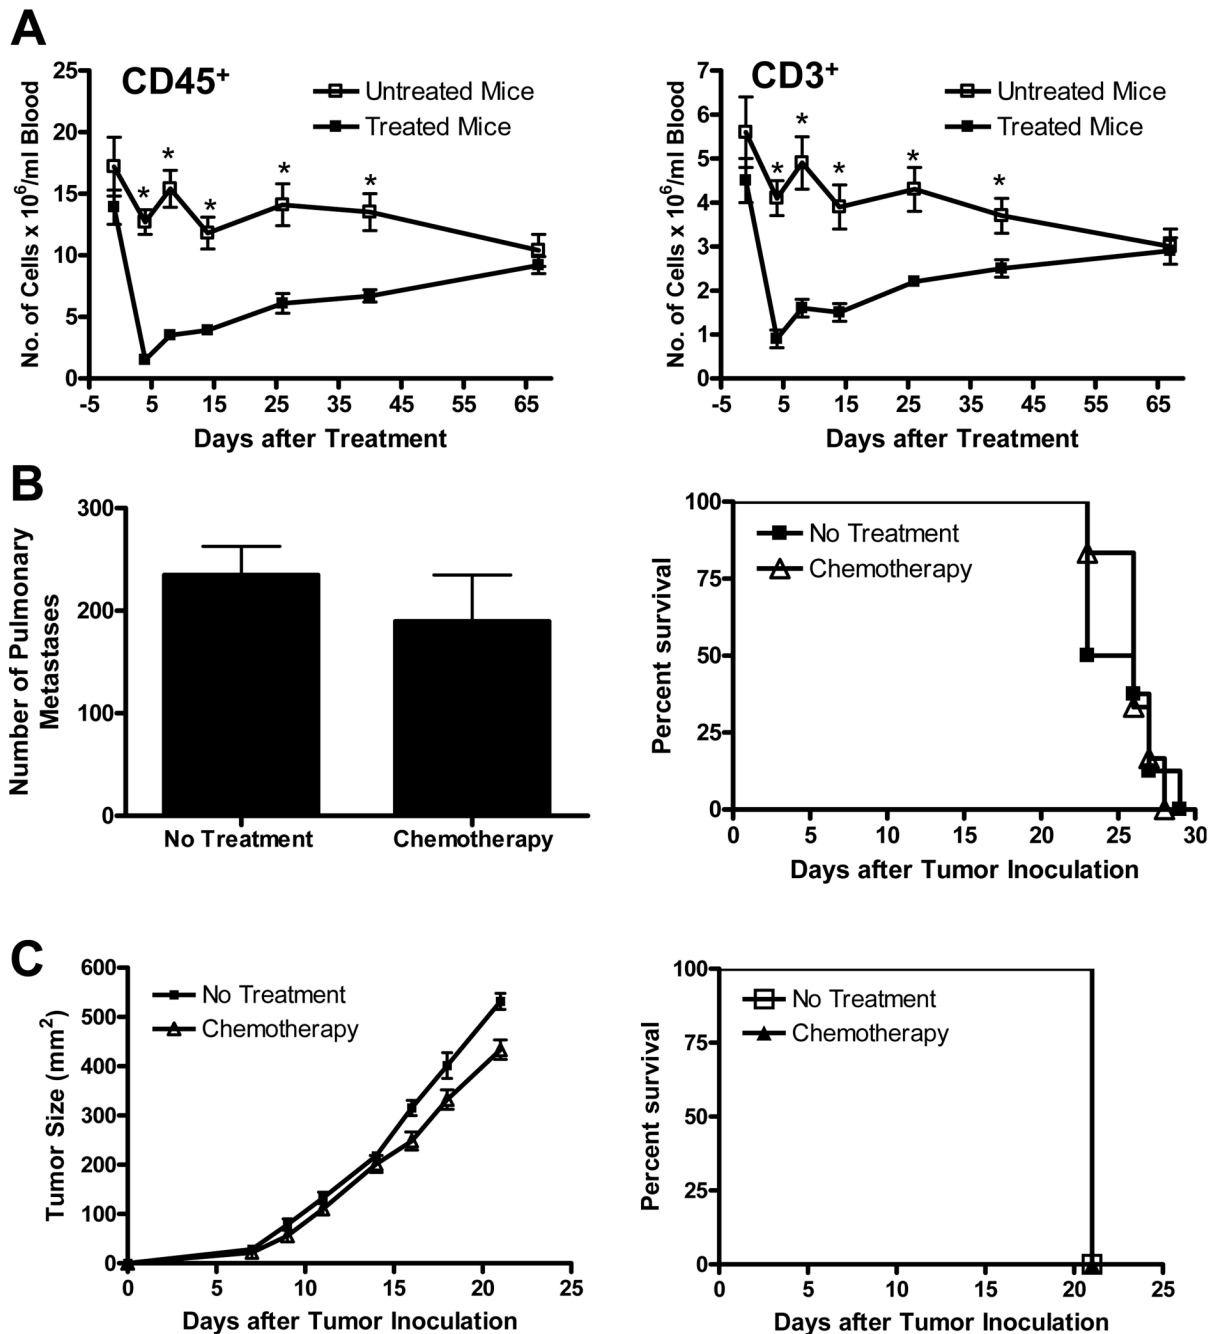 A
CD45+
Untreated Mice
Treated Mice
No. of Cells x 10^6/ml Blood
25
20
15
10
5
0
* * * * *
-5 5 15 25 35 45 55 65
Days after Treatment
CD3+
Untreated Mice
Treated Mice
No. of Cells x 10^6/ml Blood
7
6
5
4
3
2
1
0
* * * * * *
-5 5 15 25 35 45 55 65
Days after Treatment
B
Number of Pulmonary
Metastases
300
200
100
0
No Treatment Chemotherapy
Percent survival
100
75
50
25
0
No Treatment
Chemotherapy
0 5 10 15 20 25 30
Days after Tumor Inoculation
C
Tumor Size (mm²)
600
500
400
300
200
100
0
No Treatment
Chemotherapy
0 5 10 15 20 25
Days after Tumor Inoculation
Percent survival
100
75
50
25
0
No Treatment
Chemotherapy
0 5 10 15 20 25
Days after Tumor Inoculation